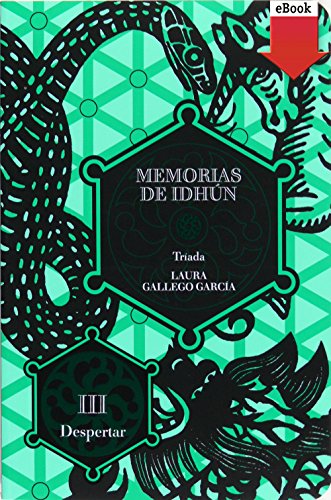 eBook
MEMORIAS
DE IDHÚN
Tríada
LAURA
GALLEGO GARCÍA
III
Despertar